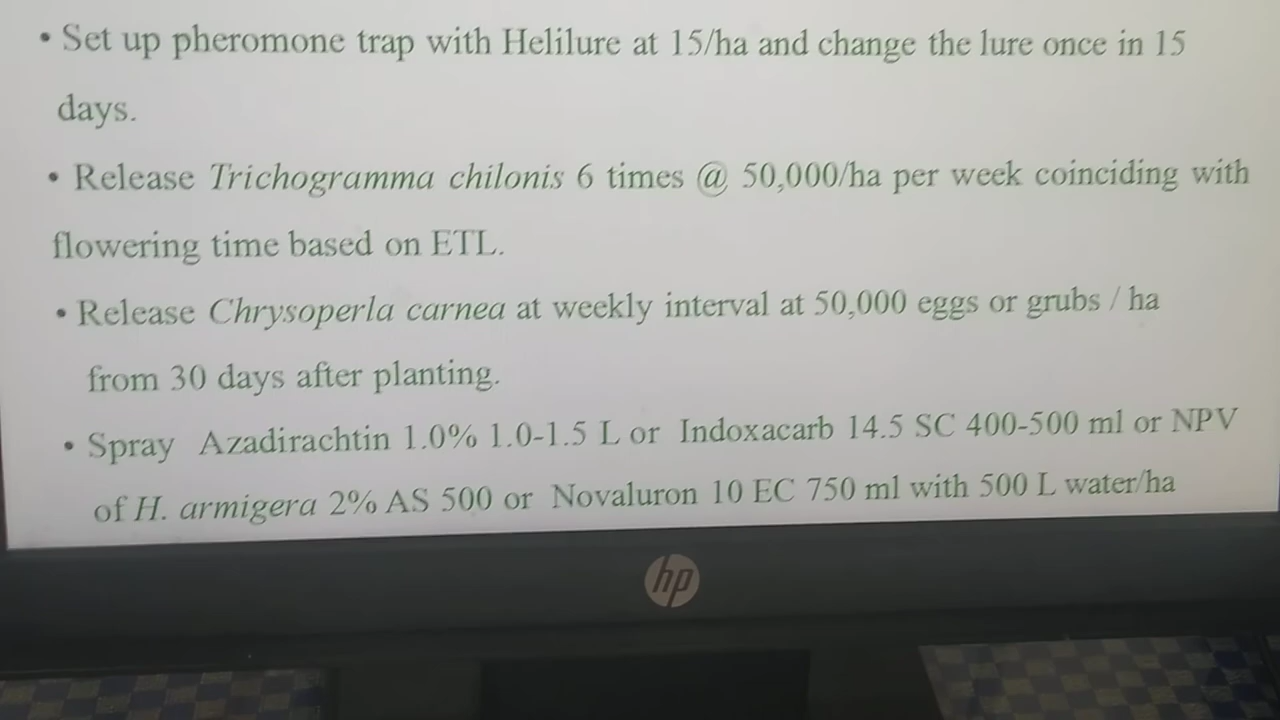 • Set up pheromone trap with Helilure at 15/ha and change the lure once in 15
days.
• Release Trichogramma chilonis 6 times @ 50,000/ha per week coinciding with
flowering time based on ETL.
• Release Chrysoperla carnea at weekly interval at 50,000 eggs or grubs / ha
from 30 days after planting.
• Spray Azadirachtin 1.0% 1.0-1.5 L or Indoxacarb 14.5 SC 400-500 ml or NPV
of H. armigera 2% AS 500 or Novaluron 10 EC 750 ml with 500 L water/ha
hp